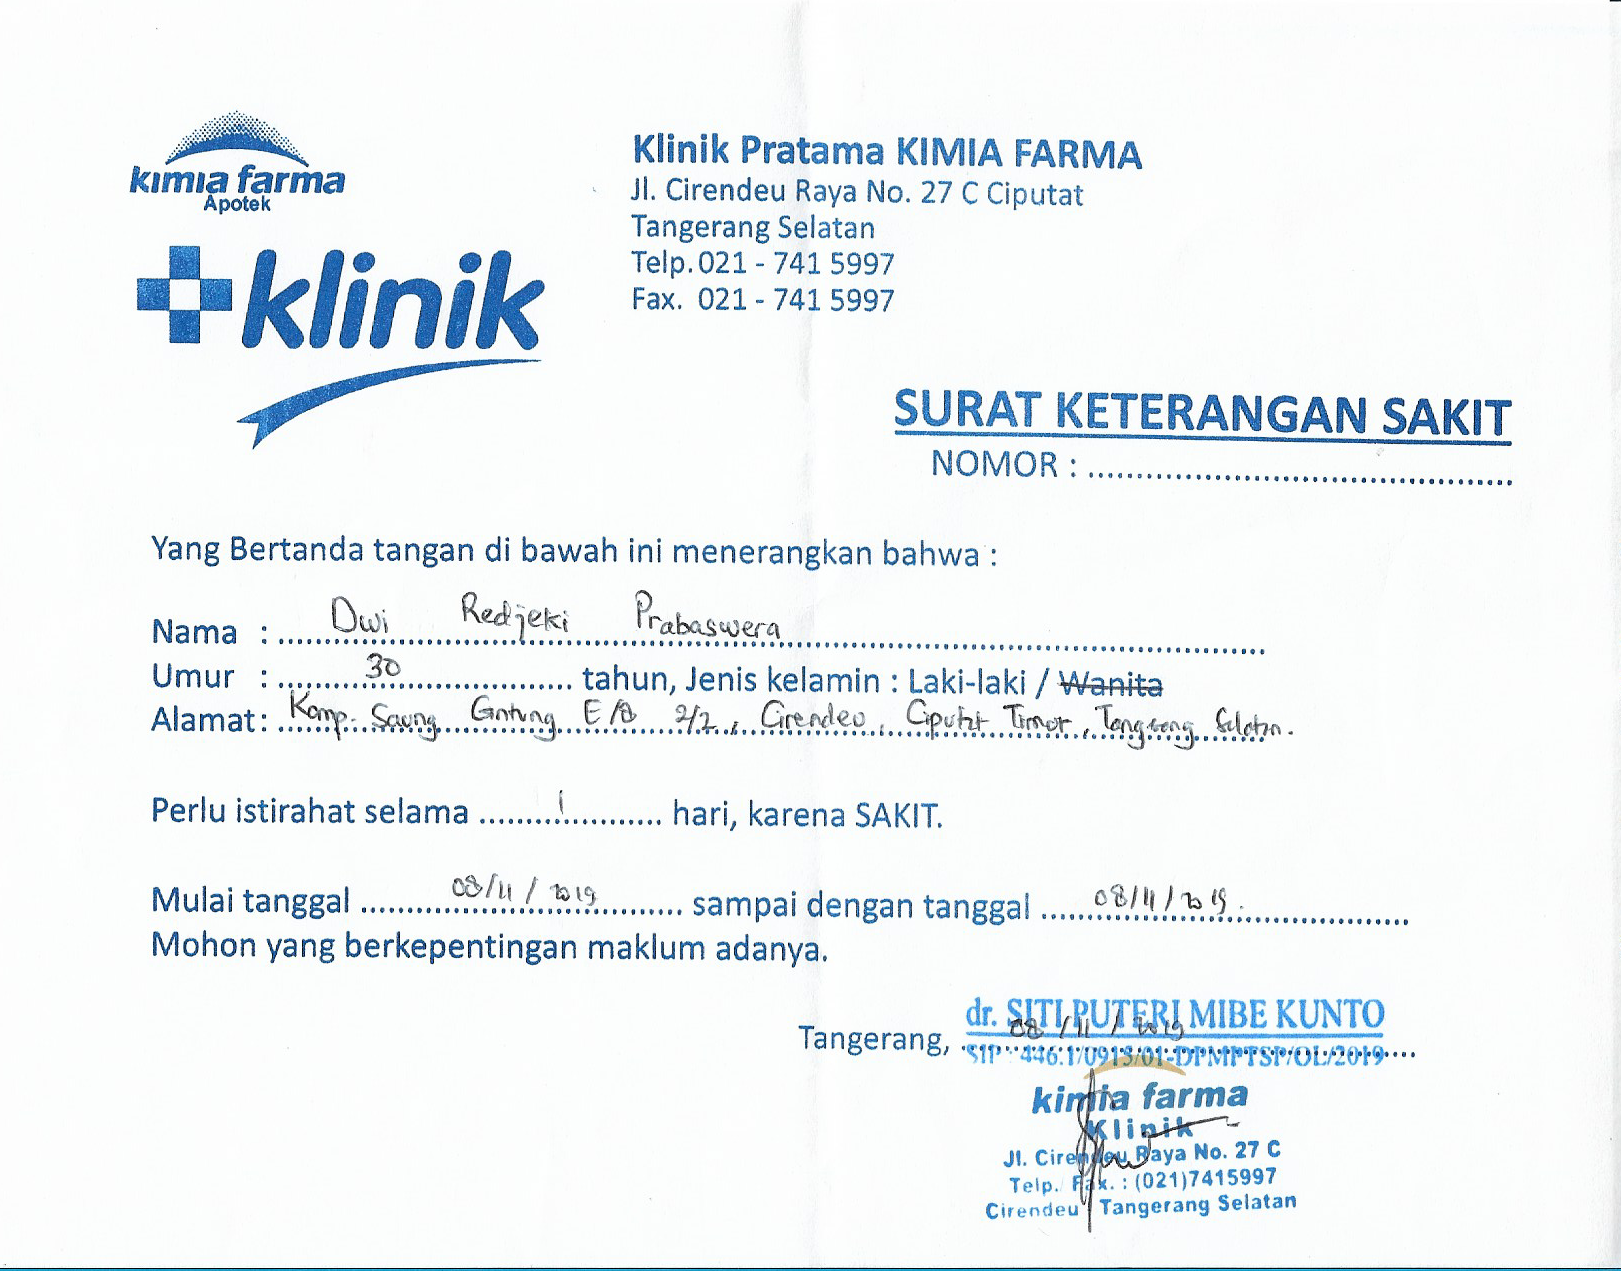 kimia farma
Apotek
klinik
Klinik Pratama KIMIA FARMA
Jl. Cirendeu Raya No. 27 C Ciputat
Tangerang Selatan
Telp. 021 - 741 5997
Fax. 021 - 741 5997
SURAT KETERANGAN SAKIT
NOMOR : ..........
Yang Bertanda tangan di bawah ini menerangkan bahwa :
Nama : Dwi Redjeki Prabaswera
Umur : 30 tahun, Jenis kelamin : Laki-laki / Wanita
Alamat : Kamp. Saung Gintung 2/2, Cirendeu, Ciputat Timur, Tangerang Selatan.
Perlu istirahat selama 1 hari, karena SAKIT.
Mulai tanggal 08/11/2019 sampai dengan tanggal 08/11/2019.
Mohon yang berkepentingan maklum adanya.
dr. SITI PUTERI MIBE KUNTO
Tangerang, 08/11/2019
SIP : 446.1/0913/01-DPMPTSP/OL/2019
kimia farma
Klinik
Jl. Cirendeu Raya No. 27 C
Telp. Fax. : (021)7415997
Cirendeu Tangerang Selatan